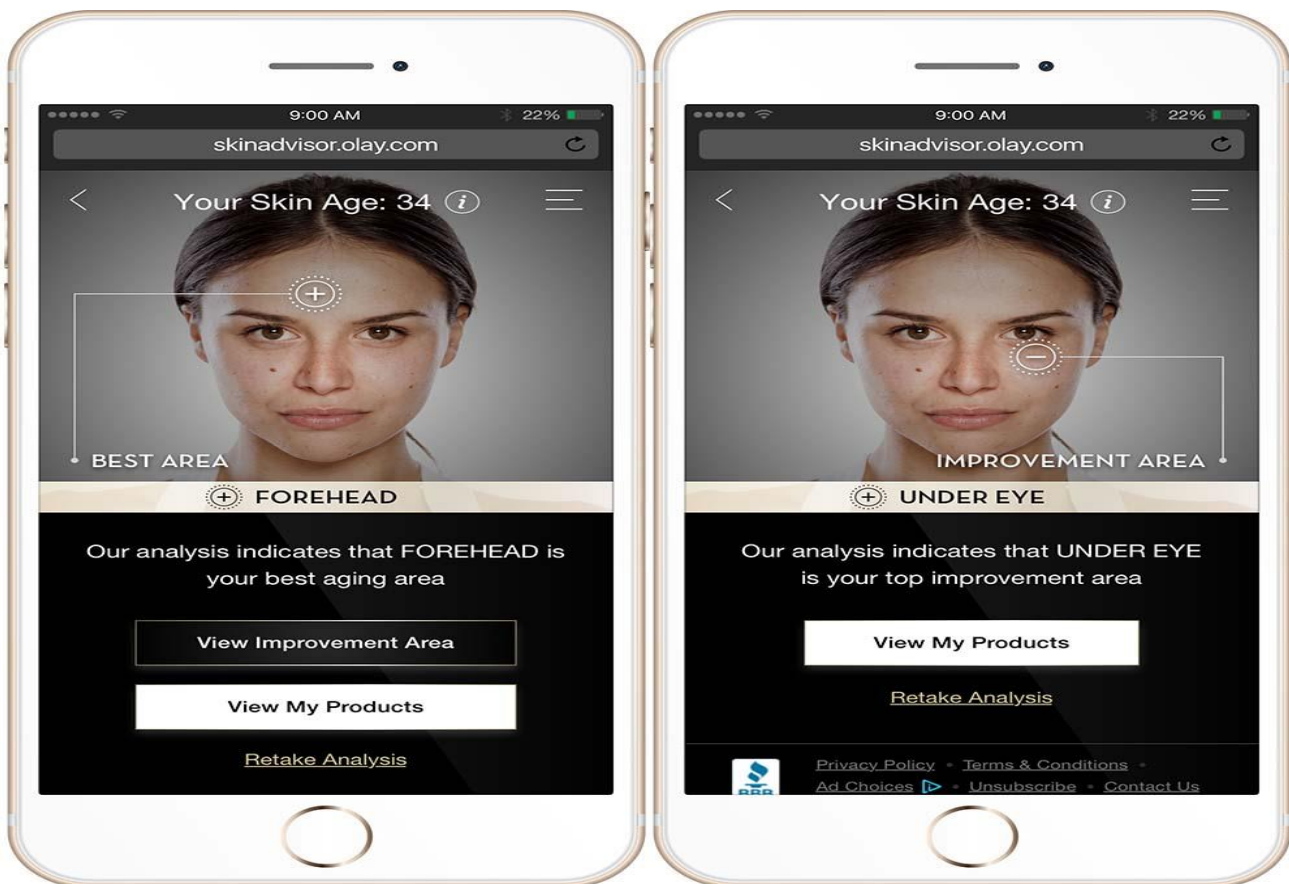 9:00 AM
22%
skinadvisor.olay.com
Your Skin Age: 34 i
BEST AREA
FOREHEAD
Our analysis indicates that FOREHEAD is
your best aging area
View Improvement Area
View My Products
Retake Analysis
9:00 AM
22%
skinadvisor.olay.com
Your Skin Age: 34 i
IMPROVEMENT AREA
UNDER EYE
Our analysis indicates that UNDER EYE
is your top improvement area
View My Products
Retake Analysis
BBB
Privacy Policy • Terms & Conditions •
Ad Choices • Unsubscribe • Contact Us